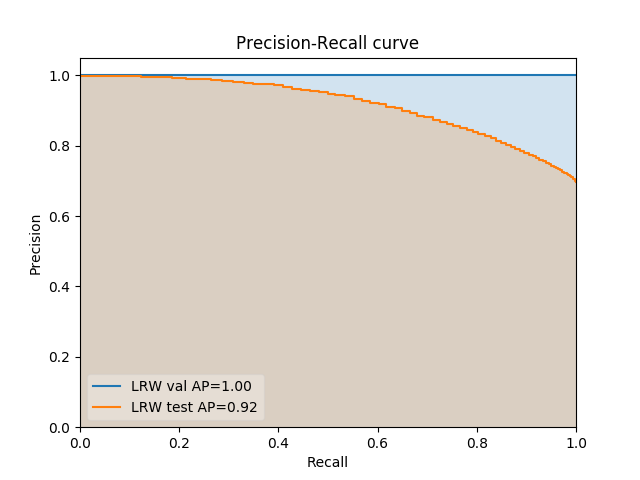 Precision-Recall curve
Precision
1.0
0.8
0.6
0.4
0.2
0.0
LRW val AP=1.00
LRW test AP=0.92
0.0 0.2 0.4 0.6 0.8 1.0
Recall